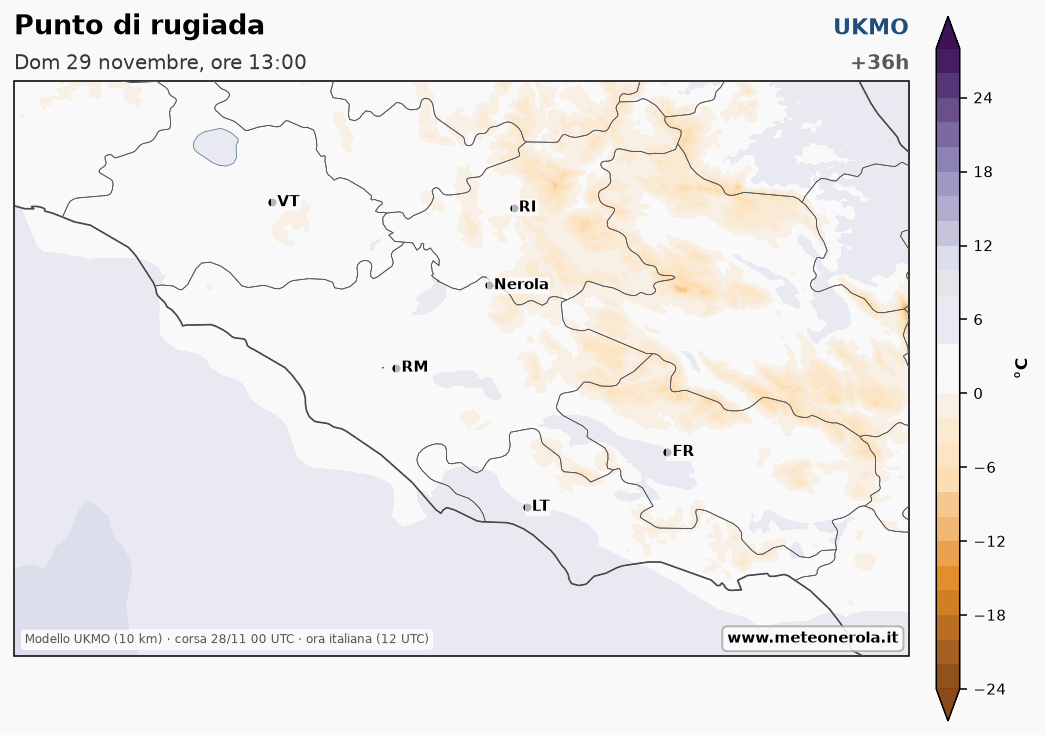 Punto di rugiada
UKMO
Dom 29 novembre, ore 13:00
+36h
VT
RI
Nerola
RM
FR
LT
24
18
12
6
0
−6
−12
−18
−24
°C
Modello UKMO (10 km) · corsa 28/11 00 UTC · ora italiana (12 UTC)
www.meteonerola.it